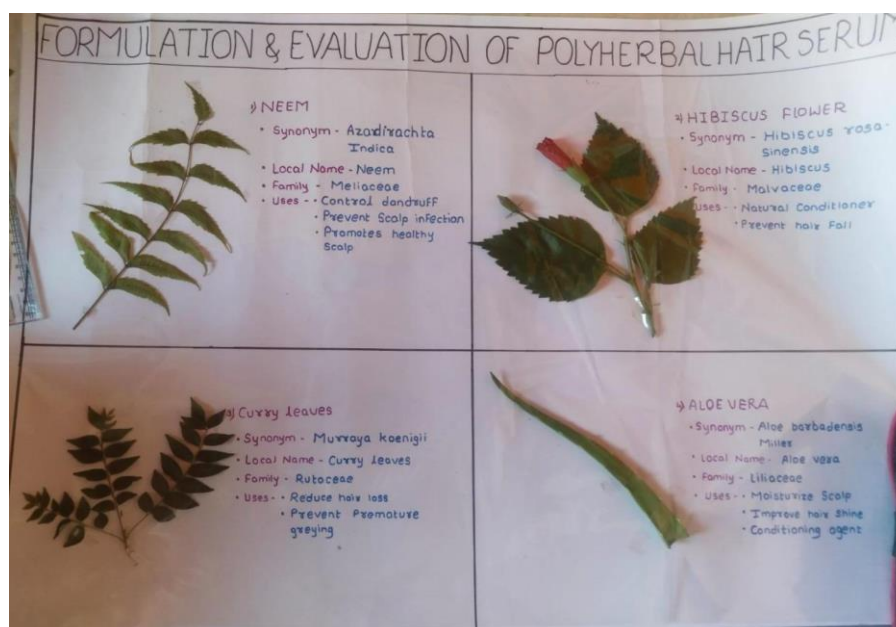 FORMULATION & EVALUATION OF POLYHERBAL HAIR SERUM
1) NEEM
• Synonym - Azadirachta
Indica
• Local Name - Neem
• Family - Meliaceae
• Uses - • Control dandruff
• Prevent Scalp infection
• Promotes healthy
Scalp
2) HIBISCUS FLOWER
• Synonym - Hibiscus rosa-
sinensis
• Local Name - Hibiscus
• Family - Malvaceae
• Uses - • Natural Conditioner
• Prevent hair Fall
3) Curry leaves
• Synonym - Murraya koenigii
• Local Name - Curry leaves
• Family - Rutaceae
• Uses - • Reduce hair loss
• Prevent Premature
greying
4) ALOE VERA
• Synonym - Aloe barbadensis
Miller
• Local Name - Aloe vera
• Family - Liliaceae
• Uses - • Moisturize Scalp
• Improve hair Shine
• Conditioning agent